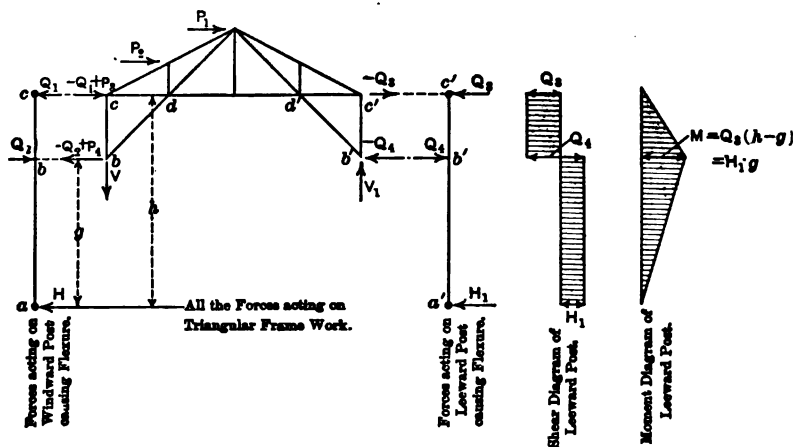 P₁
P₂
c Q₁ -Q₁+P₃
c d d' c'
-Q₃ c' Q₃
Q₂ b -Q₂+P₄ b
V
b' -Q₄ Q₄ b'
V₁
g
h
a H
All the Forces acting on
Triangular Frame Work.
a' H₁
Q₃
Q₄
H₁
M = Q₃(h-g)
= H₁·g
Forces acting on
Windward Post
causing Flexure.
Forces acting on
Leeward Post
causing Flexure.
Shear Diagram of
Leeward Post.
Moment Diagram of
Leeward Post.